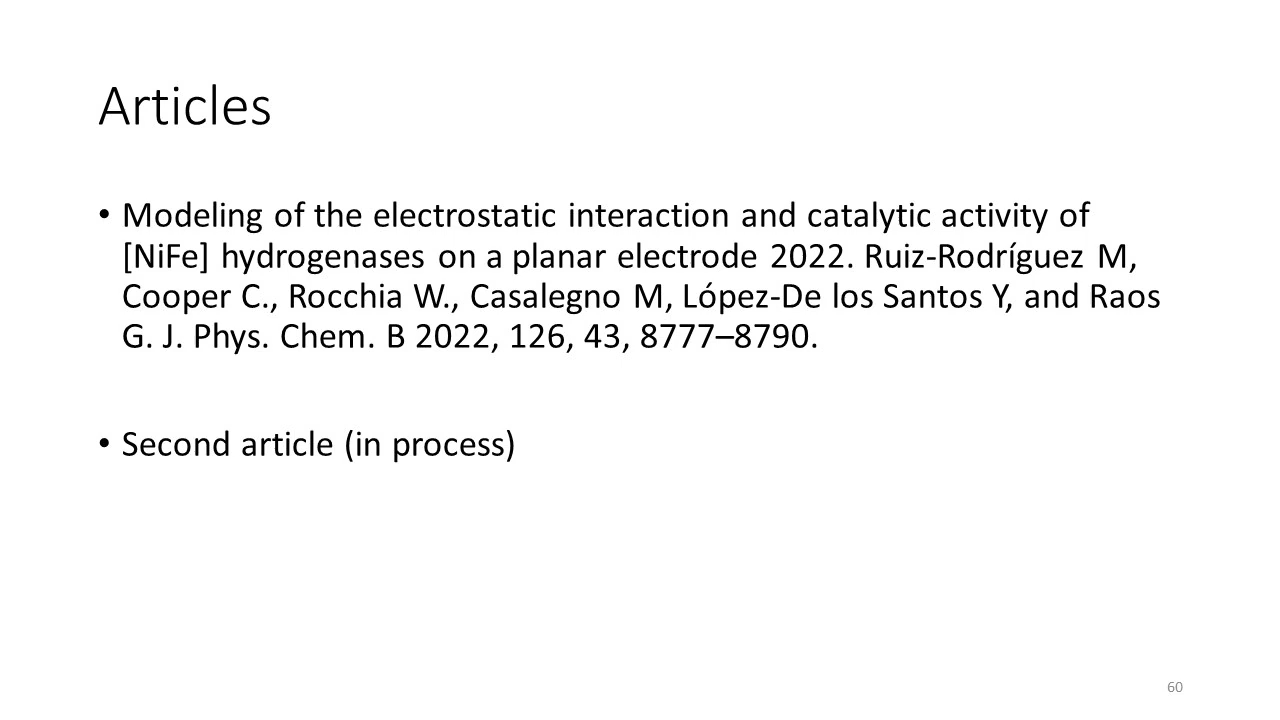 Articles
• Modeling of the electrostatic interaction and catalytic activity of
[NiFe] hydrogenases on a planar electrode 2022. Ruiz-Rodríguez M,
Cooper C., Rocchia W., Casalegno M, López-De los Santos Y, and Raos
G. J. Phys. Chem. B 2022, 126, 43, 8777–8790.
• Second article (in process)
60